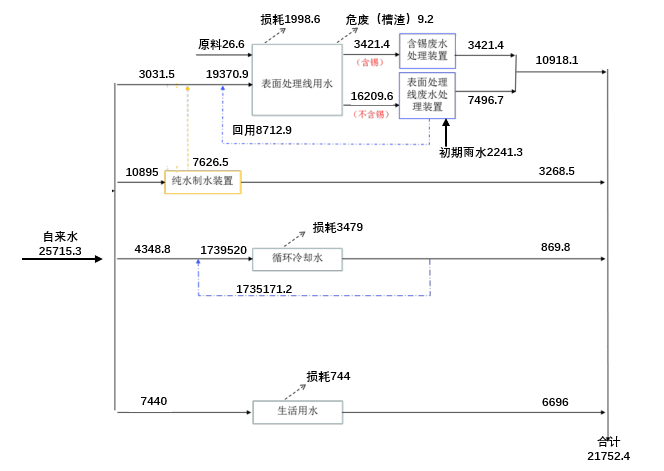 损耗1998.6
危废（槽渣）9.2
原料26.6
3421.4
（含锡）
含锡废水
处理装置
3421.4
10918.1
3031.5
19370.9
表面处理线用水
16209.6
（不含锡）
表面处理
线废水处
理装置
7496.7
回用8712.9
初期雨水2241.3
7626.5
10895
纯水制水装置
3268.5
自来水
25715.3
损耗3479
4348.8
1739520
循环冷却水
869.8
1735171.2
损耗744
7440
生活用水
6696
合计
21752.4